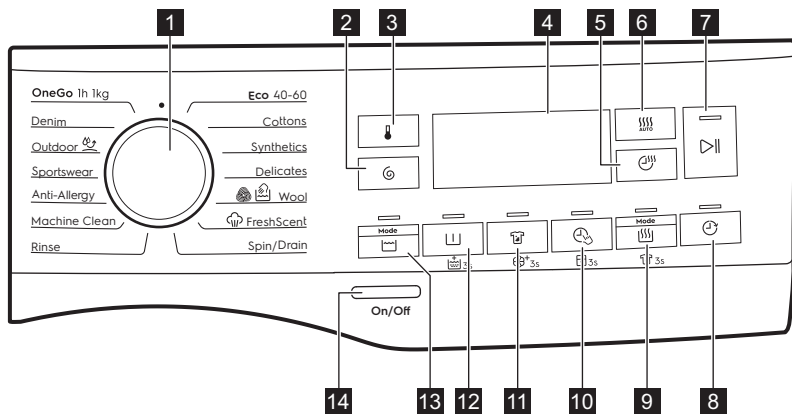 1
2
3
4
5
6
7
OneGo 1h 1kg
Denim
Outdoor
Sportswear
Anti-Allergy
Machine Clean
Rinse
Eco 40-60
Cottons
Synthetics
Delicates
Wool
FreshScent
Spin/Drain
AUTO
Mode
Mode
3s
3s
3s
3s
On/Off
14
13
12
11
10
9
8